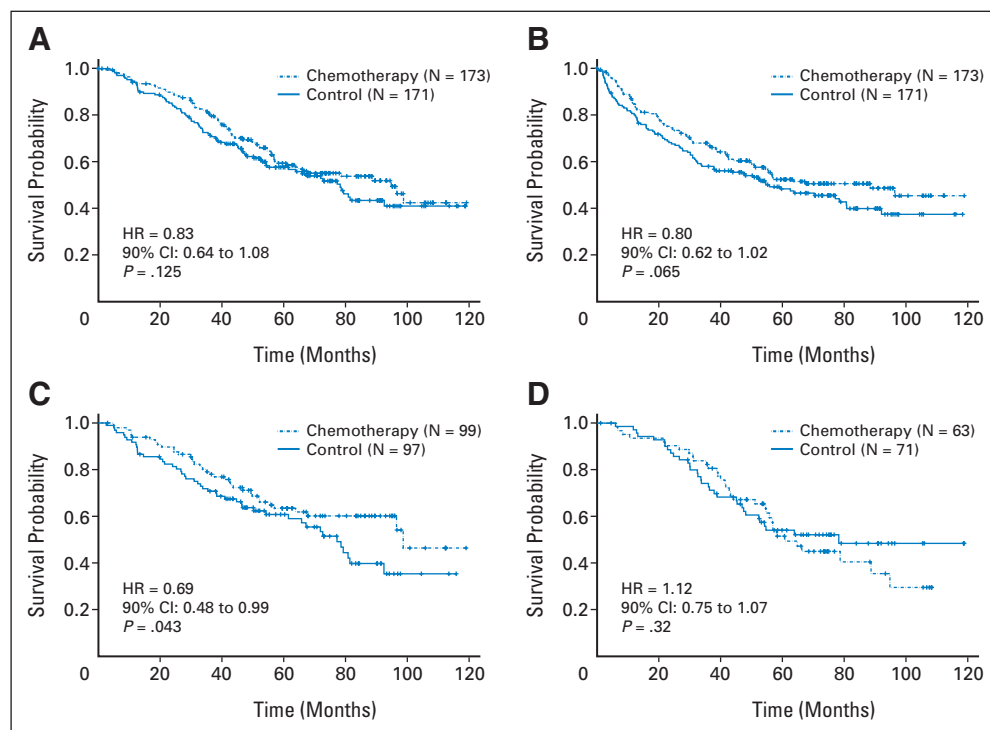 A
Survival Probability
1.0
0.8
0.6
0.4
0.2
0
20
40
60
80
100
120
Time (Months)
Chemotherapy (N = 173)
Control (N = 171)
HR = 0.83
90% CI: 0.64 to 1.08
P = .125
B
Survival Probability
1.0
0.8
0.6
0.4
0.2
0
20
40
60
80
100
120
Time (Months)
Chemotherapy (N = 173)
Control (N = 171)
HR = 0.80
90% CI: 0.62 to 1.02
P = .065
C
Survival Probability
1.0
0.8
0.6
0.4
0.2
0
20
40
60
80
100
120
Time (Months)
Chemotherapy (N = 99)
Control (N = 97)
HR = 0.69
90% CI: 0.48 to 0.99
P = .043
D
Survival Probability
1.0
0.8
0.6
0.4
0.2
0
20
40
60
80
100
120
Time (Months)
Chemotherapy (N = 63)
Control (N = 71)
HR = 1.12
90% CI: 0.75 to 1.07
P = .32